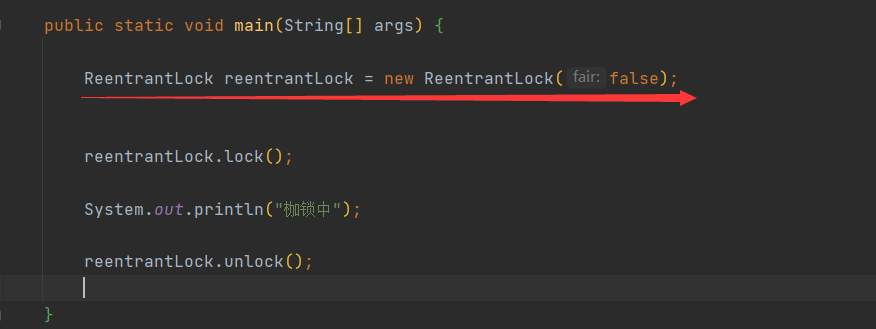 public static void main(String[] args) {
ReentrantLock reentrantLock = new ReentrantLock( fair: false);
reentrantLock.lock();
System.out.println("枷锁中");
reentrantLock.unlock();
}